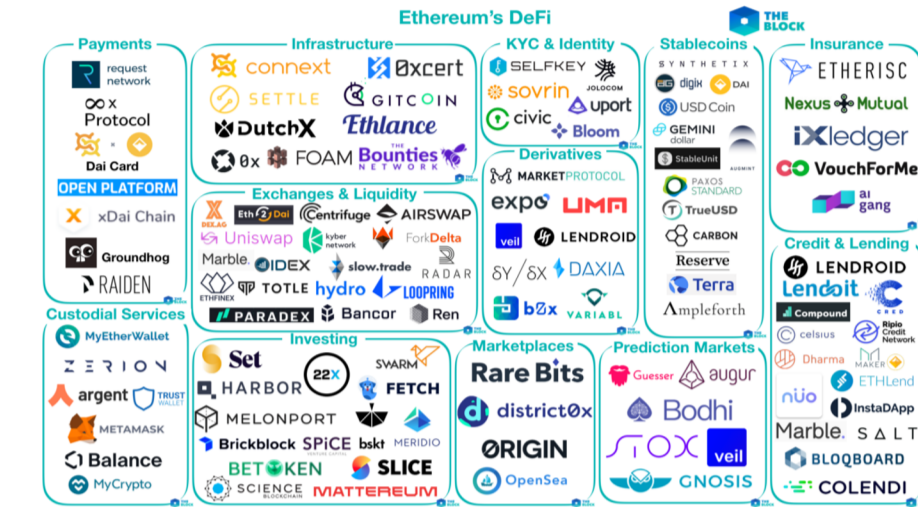 Ethereum's DeFi
THE BLOCK
Payments
request network
x Protocol
x
Dai Card
OPEN PLATFORM
xDai Chain
Groundhog
RAIDEN
Infrastructure
connext
0xcert
SETTLE
GITCOIN
DutchX
Ethlance
0x
FOAM
THE Bounties NETWORK
KYC & Identity
SELFKEY
JOLOCOM
sovrin
uport
civic
Bloom
Stablecoins
SYNTHETIX
digix
DAI
USD Coin
GEMINI dollar
AUGMINT
StableUnit
PAXOS STANDARD
TrueUSD
CARBON
Reserve
Terra
Ampleforth
Insurance
ETHERISC
Nexus Mutual
iXledger
VouchForMe
ai gang
Exchanges & Liquidity
DEX.AG
Eth2Dai
Centrifuge
AIRSWAP
Uniswap
kyber network
ForkDelta
Marble.
IDEX
slow.trade
RADAR
ETHFINEX
TOTLE
hydro
LOOPRING
PARADEX
Bancor
Ren
Derivatives
MARKETPROTOCOL
expo
UMA
veil
LENDROID
δY/δX
DAXIA
b0x
VARIABL
Credit & Lending
LENDROID
Lendoit
CRED
Compound
celsius
Ripio Credit Network
Dharma
MAKER
nüo
ETHLend
InstaDApp
Marble.
SALT
BLOQBOARD
COLENDI
Custodial Services
MyEtherWallet
ZERION
argent
TRUST WALLET
METAMASK
Balance
MyCrypto
Investing
Set
22X
SWARM
HARBOR
FETCH
MELONPORT
Brickblock
SPiCE
VENTURE CAPITAL
bskt
MERIDIO
BETOKEN
SLICE
SCIENCE BLOCKCHAIN
MATTEREUM
Marketplaces
Rare Bits
district0x
ORIGIN
OpenSea
Prediction Markets
Guesser
augur
Bodhi
STOX
veil
GNOSIS